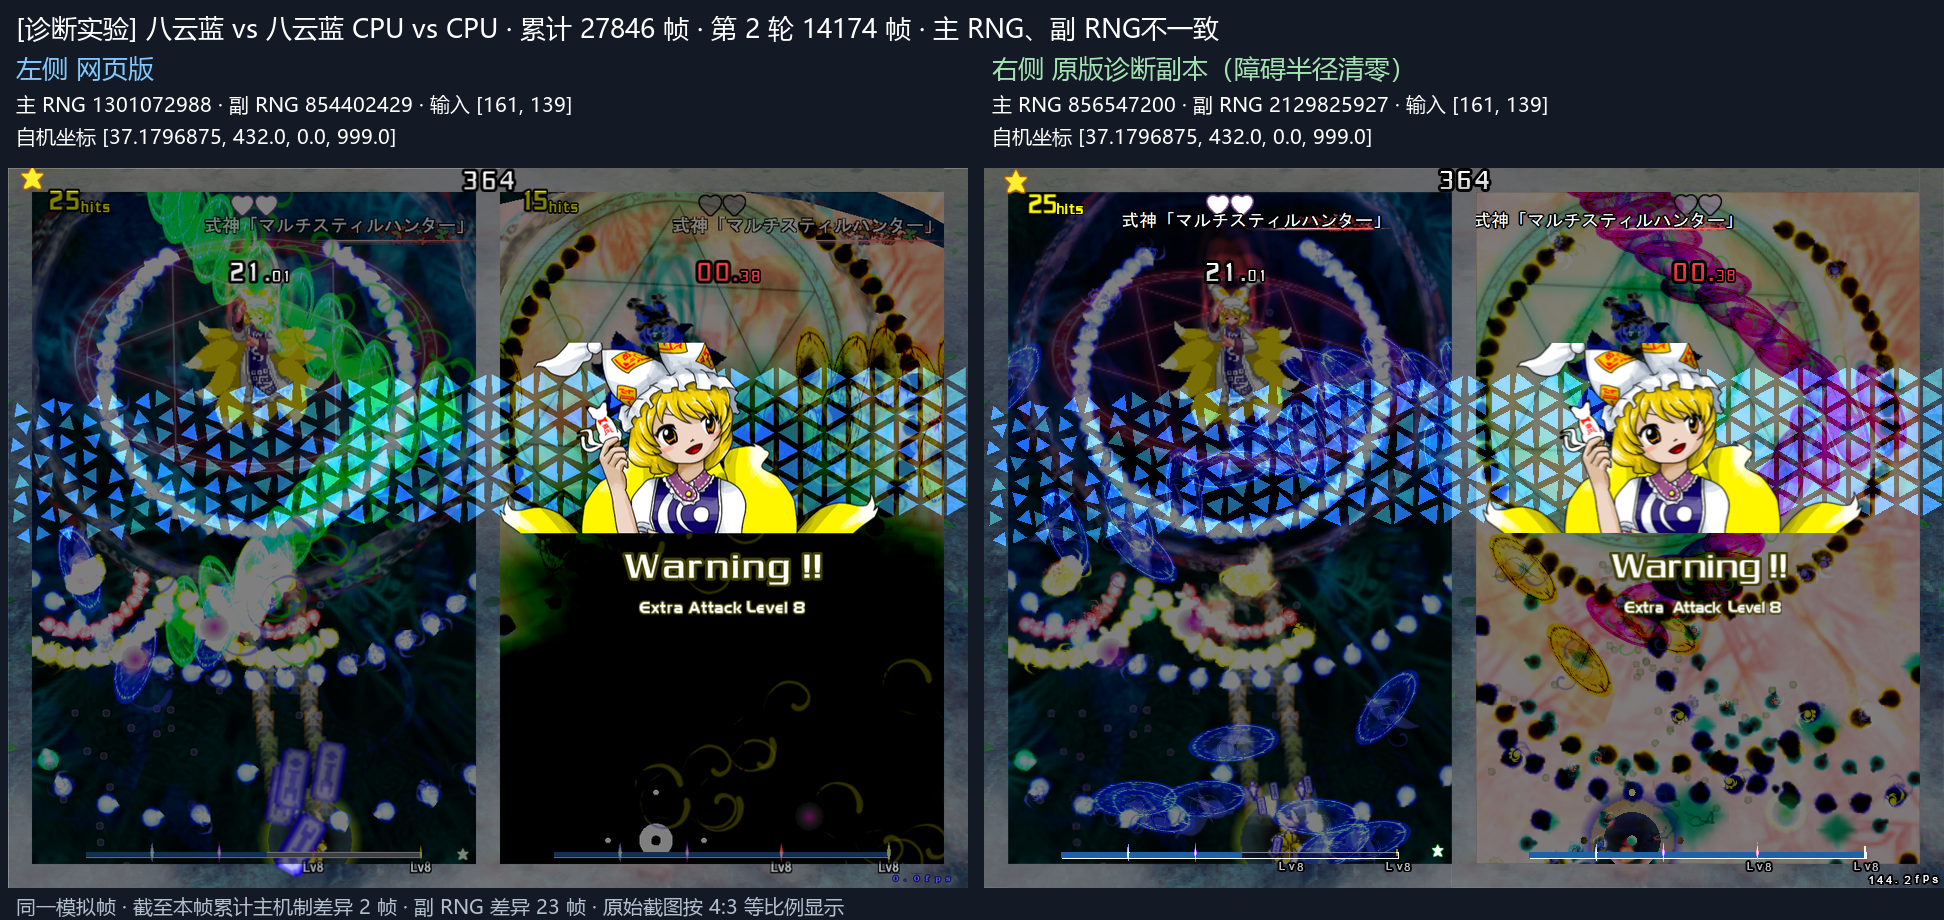 [诊断实验] 八云蓝 vs 八云蓝 CPU vs CPU · 累计 27846 帧 · 第 2 轮 14174 帧 · 主 RNG、副 RNG不一致
左侧 网页版
主 RNG 1301072988 · 副 RNG 854402429 · 输入 [161, 139]
自机坐标 [37.1796875, 432.0, 0.0, 999.0]
右侧 原版诊断副本（障碍半径清零）
主 RNG 856547200 · 副 RNG 2129825927 · 输入 [161, 139]
自机坐标 [37.1796875, 432.0, 0.0, 999.0]
364
25hits
15hits
式神「マルチスティルハンター」
式神「マルチスティルハンター」
21.01
00.38
Warning !!
Extra Attack Level 8
Lv8
Lv8
Lv8
Lv8
0.0fps
364
25hits
式神「マルチスティルハンター」
式神「マルチスティルハンター」
21.01
00.38
Warning !!
Extra Attack Level 8
Lv8
Lv8
Lv8
Lv8
144.2fps
同一模拟帧 · 截至本帧累计主机制差异 2 帧 · 副 RNG 差异 23 帧 · 原始截图按 4:3 等比例显示